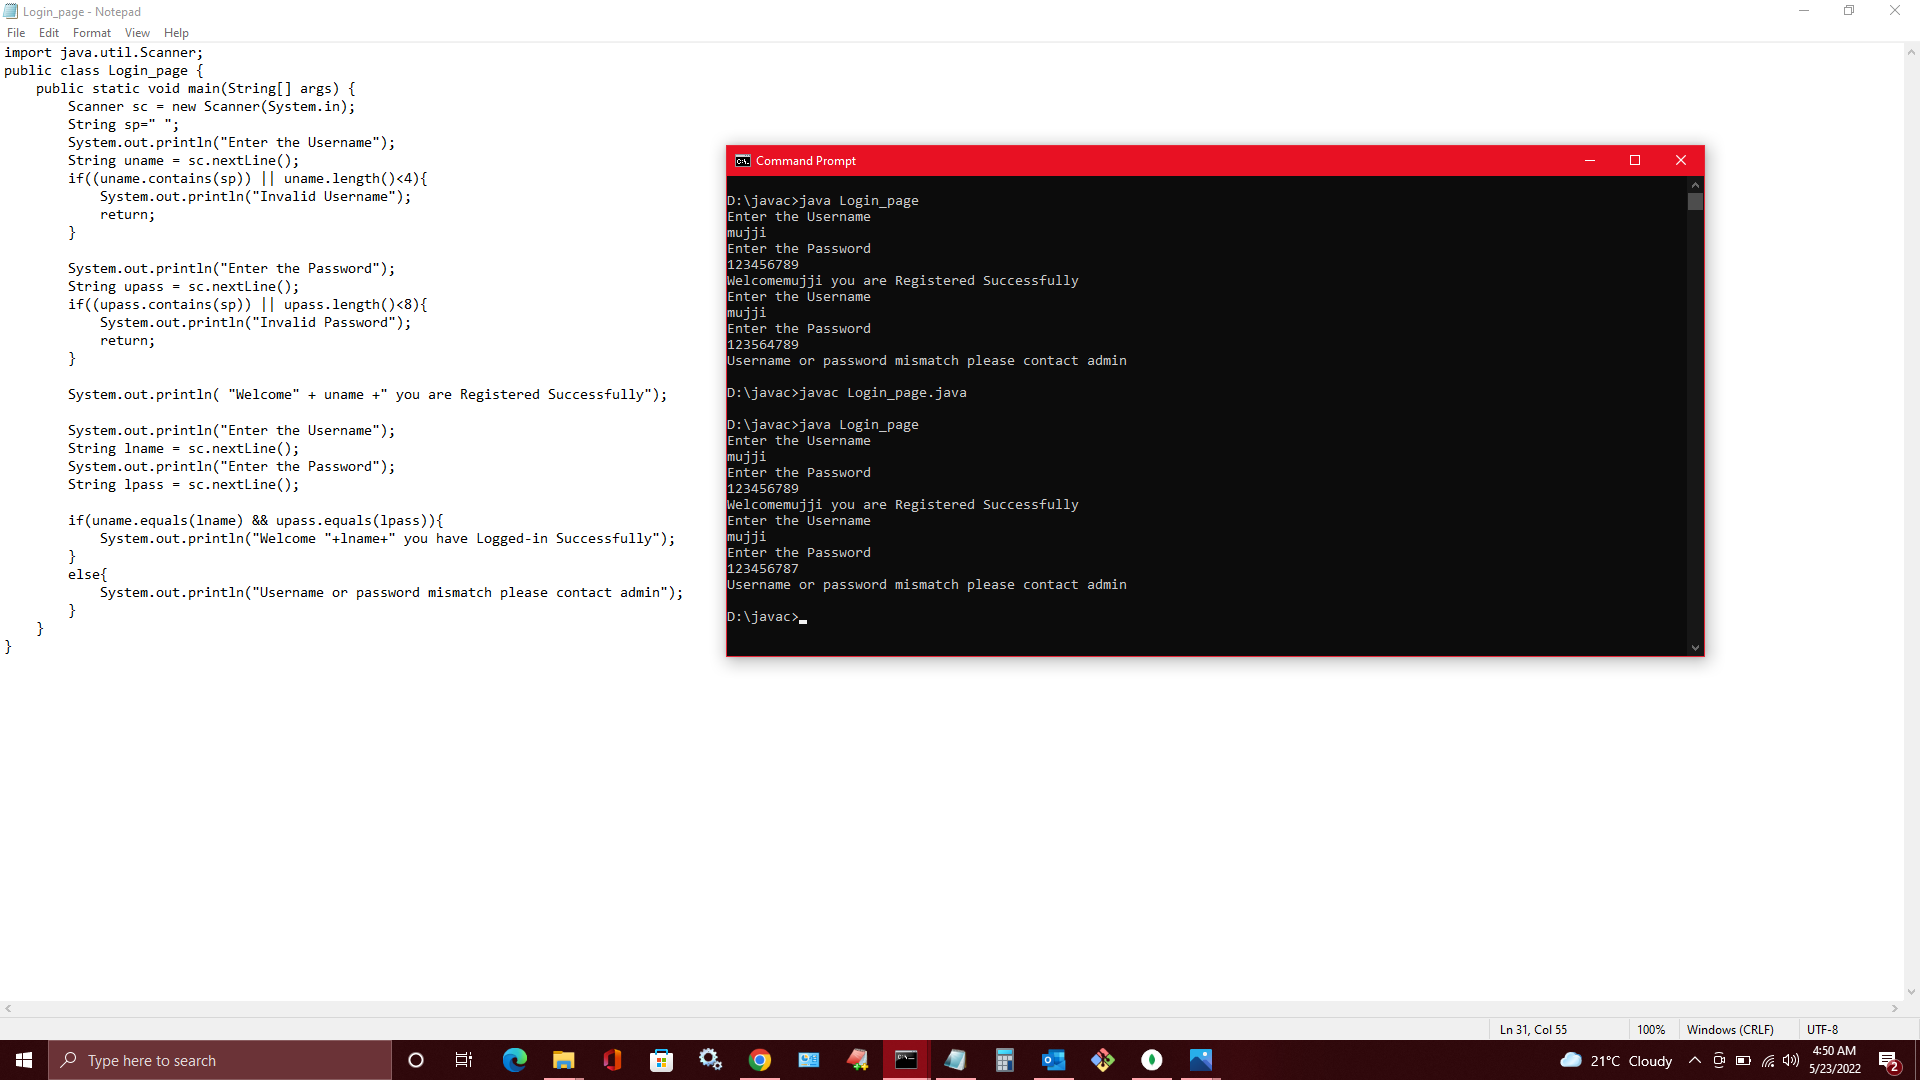 Login_page - Notepad
File Edit Format View Help
import java.util.Scanner;
public class Login_page {
    public static void main(String[] args) {
        Scanner sc = new Scanner(System.in);
        String sp=" ";
        System.out.println("Enter the Username");
        String uname = sc.nextLine();
        if((uname.contains(sp)) || uname.length()<4){
            System.out.println("Invalid Username");
            return;
        }
        System.out.println("Enter the Password");
        String upass = sc.nextLine();
        if((upass.contains(sp)) || upass.length()<8){
            System.out.println("Invalid Password");
            return;
        }
        System.out.println( "Welcome" + uname +" you are Registered Successfully");
        System.out.println("Enter the Username");
        String lname = sc.nextLine();
        System.out.println("Enter the Password");
        String lpass = sc.nextLine();
        if(uname.equals(lname) && upass.equals(lpass)){
            System.out.println("Welcome "+lname+" you have Logged-in Successfully");
        }
        else{
            System.out.println("Username or password mismatch please contact admin");
        }
    }
}
Command Prompt
D:\javac>java Login_page
Enter the Username
mujji
Enter the Password
123456789
Welcomemujji you are Registered Successfully
Enter the Username
mujji
Enter the Password
123564789
Username or password mismatch please contact admin
D:\javac>javac Login_page.java
D:\javac>java Login_page
Enter the Username
mujji
Enter the Password
123456789
Welcomemujji you are Registered Successfully
Enter the Username
mujji
Enter the Password
123456787
Username or password mismatch please contact admin
D:\javac>
Ln 31, Col 55 100% Windows (CRLF) UTF-8
Type here to search
21°C Cloudy
4:50 AM
5/23/2022
2